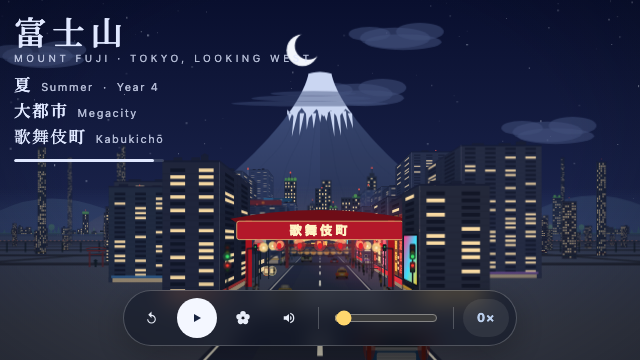 富士山
MOUNT FUJI · TOKYO, LOOKING WEST
夏 Summer · Year 4
大都市 Megacity
歌舞伎町 Kabukichō
歌舞伎町
0×